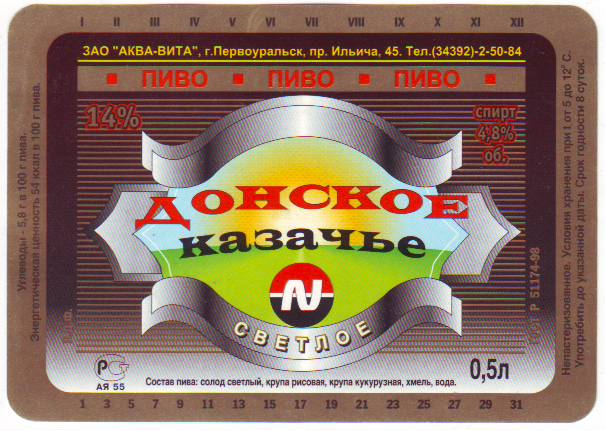 I II III IV V VI VII VIII IX X XI XII
ЗАО "АКВА-ВИТА", г.Первоуральск, пр. Ильича, 45. Тел.(34392)-2-50-84
ПИВО ПИВО ПИВО
14%
спирт
4,8%
об.
ДОНСКОЕ
казачье
N
СВЕТЛОЕ
Углеводы - 5,8 г в 100 г пива.
Энергетическая ценность 54 ккал в 100 г пива.
ГОСТ Р 51174-98
Непастеризованное. Условия хранения при t от 5 до 12° С.
Употребить до указанной даты. Срок годности 8 суток.
РСТ
АЯ 55
Состав пива: солод светлый, крупа рисовая, крупа кукурузная, хмель, вода.
0,5л
1 3 5 7 9 11 13 15 17 19 21 23 25 27 29 31